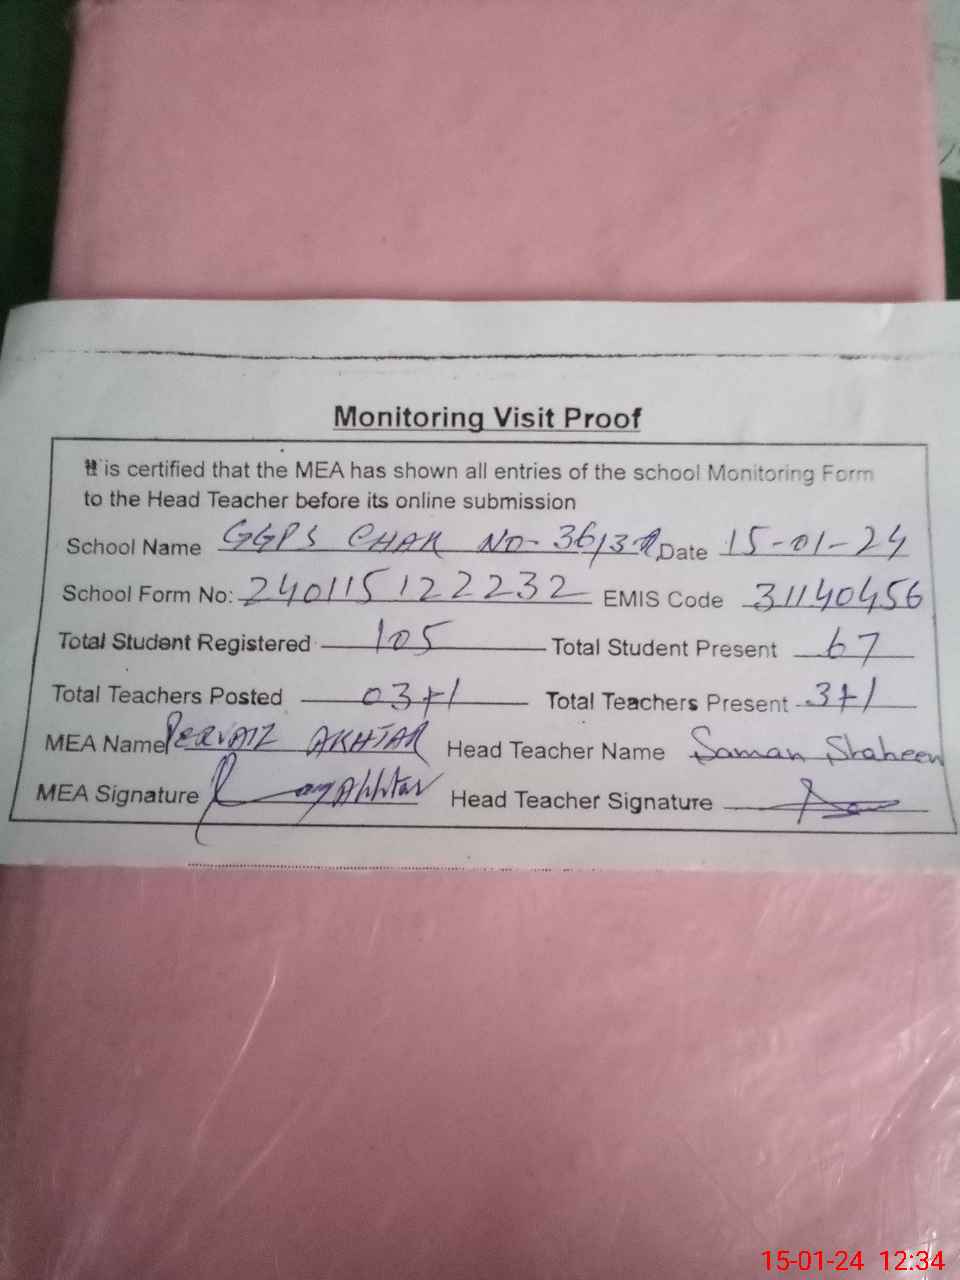 Monitoring Visit Proof
It is certified that the MEA has shown all entries of the school Monitoring Form
to the Head Teacher before its online submission
School Name GGPS CHAK NO- 36/3-R Date 15-01-24
School Form No: 240115122232 EMIS Code 31140456
Total Student Registered 105 Total Student Present 67
Total Teachers Posted 03+1 Total Teachers Present 3+1
MEA Name PERVAIZ AKHTAR Head Teacher Name Saman Shaheen
MEA Signature Akhtar Head Teacher Signature
15-01-24 12:34